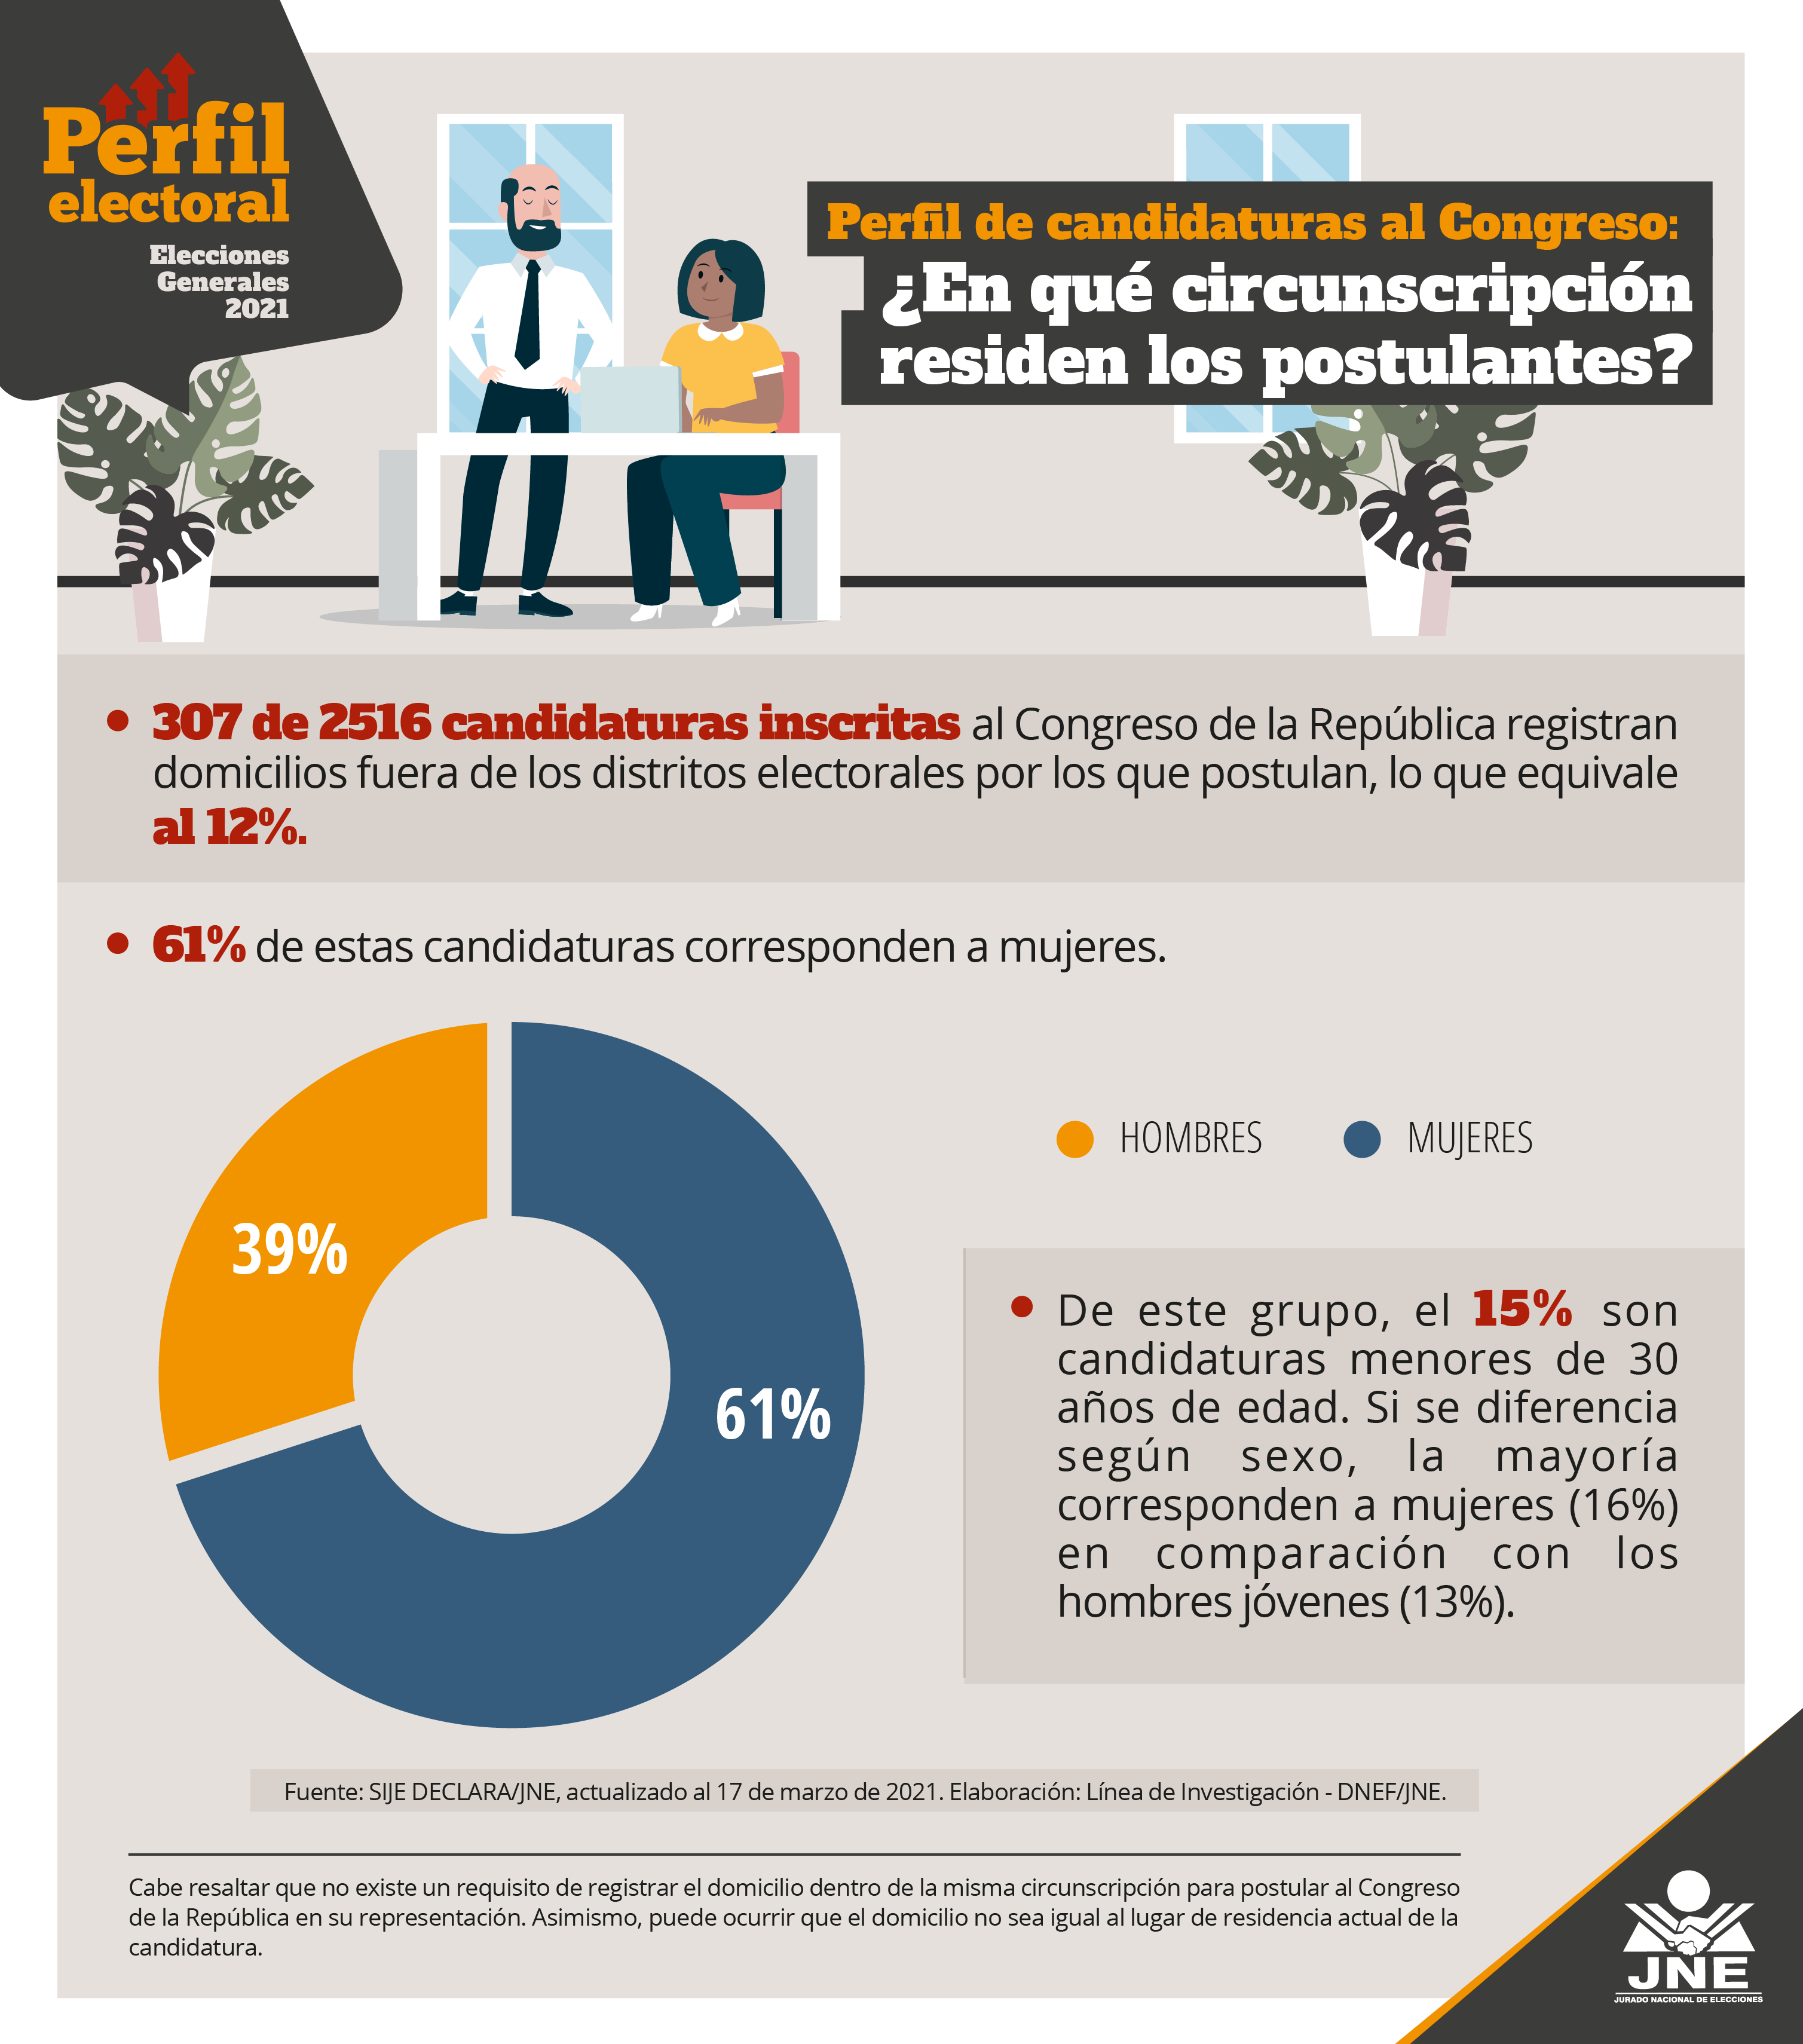 Perfil
electoral
Elecciones
Generales
2021
Perfil de candidaturas al Congreso:
¿En qué circunscripción
residen los postulantes?
307 de 2516 candidaturas inscritas al Congreso de la República registran
domicilios fuera de los distritos electorales por los que postulan, lo que equivale
al 12%.
61% de estas candidaturas corresponden a mujeres.
HOMBRES
MUJERES
39%
61%
De este grupo, el 15% son
candidaturas menores de 30
años de edad. Si se diferencia
según sexo, la mayoría
corresponden a mujeres (16%)
en comparación con los
hombres jóvenes (13%).
Fuente: SIJE DECLARA/JNE, actualizado al 17 de marzo de 2021. Elaboración: Línea de Investigación - DNEF/JNE.
Cabe resaltar que no existe un requisito de registrar el domicilio dentro de la misma circunscripción para postular al Congreso
de la República en su representación. Asimismo, puede ocurrir que el domicilio no sea igual al lugar de residencia actual de la
candidatura.
JNE
JURADO NACIONAL DE ELECCIONES